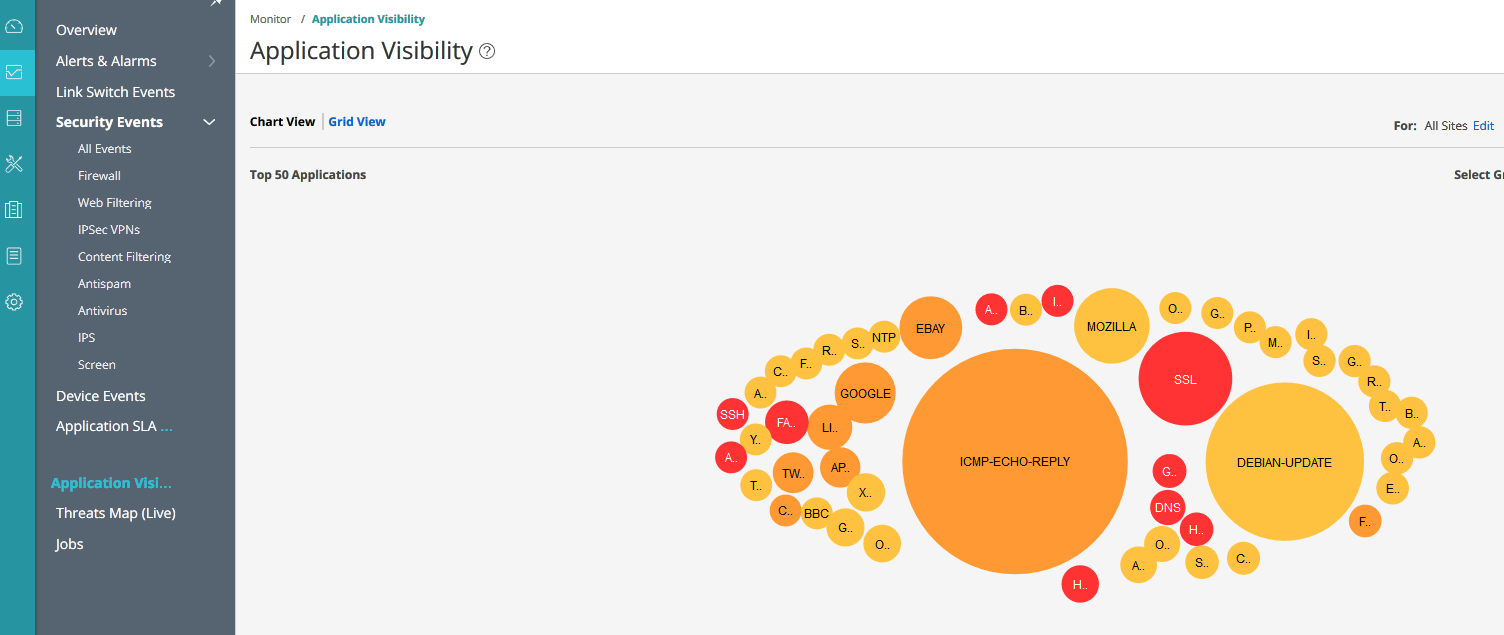 Monitor / Application Visibility
Application Visibility ?
Overview
Alerts & Alarms
Link Switch Events
Security Events
All Events
Firewall
Web Filtering
IPSec VPNs
Content Filtering
Antispam
Antivirus
IPS
Screen
Device Events
Application SLA ...
Application Visi...
Threats Map (Live)
Jobs
Chart View | Grid View
For: All Sites Edit
Top 50 Applications
Select Gr
A..
B..
I..
MOZILLA
O..
G..
P..
M..
I..
S..
G..
R..
T..
B..
A..
O..
E..
F..
EBAY
NTP
S..
R..
F..
C..
A..
GOOGLE
SSL
SSH
FA..
LI..
Y..
A..
TW..
AP..
T..
X..
C..
BBC
G..
O..
ICMP-ECHO-REPLY
DEBIAN-UPDATE
G..
DNS
H..
O..
A..
S..
C..
H..